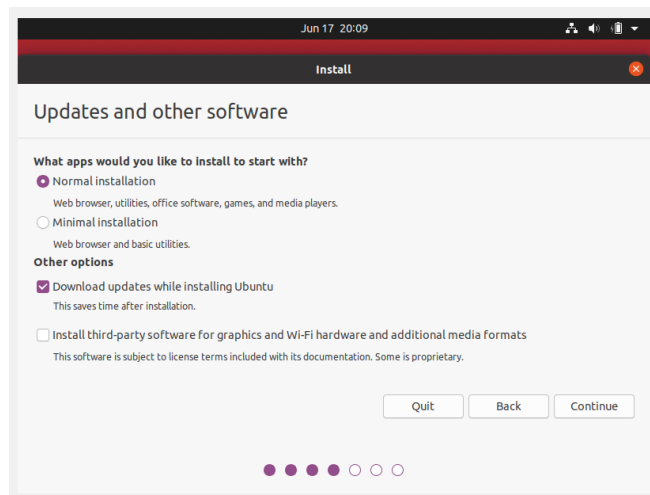 Jun 17 20:09
Install
Updates and other software
What apps would you like to install to start with?
Normal installation
Web browser, utilities, office software, games, and media players.
Minimal installation
Web browser and basic utilities.
Other options
Download updates while installing Ubuntu
This saves time after installation.
Install third-party software for graphics and Wi-Fi hardware and additional media formats
This software is subject to license terms included with its documentation. Some is proprietary.
Quit Back Continue